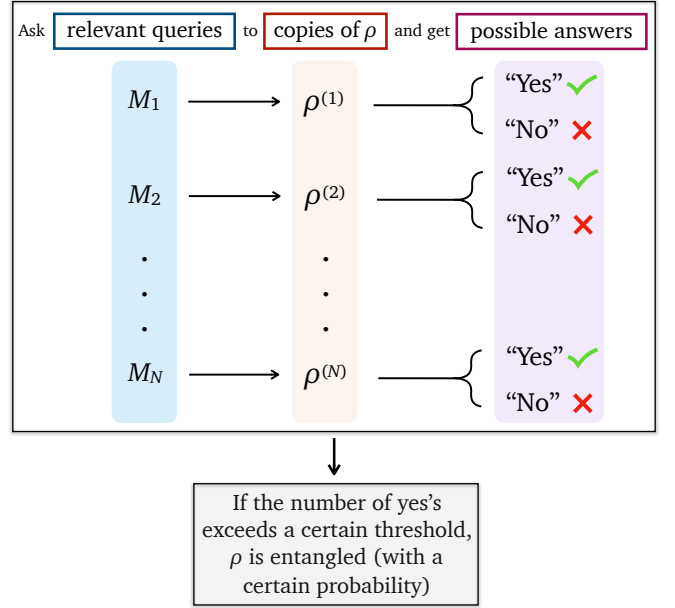 Ask relevant queries to copies of ρ and get possible answers
M₁ ρ⁽¹⁾ “Yes” ✓
“No” ✗
M₂ ρ⁽²⁾ “Yes” ✓
“No” ✗
M_N ρ⁽ᴺ⁾ “Yes” ✓
“No” ✗
If the number of yes’s
exceeds a certain threshold,
ρ is entangled (with a
certain probability)